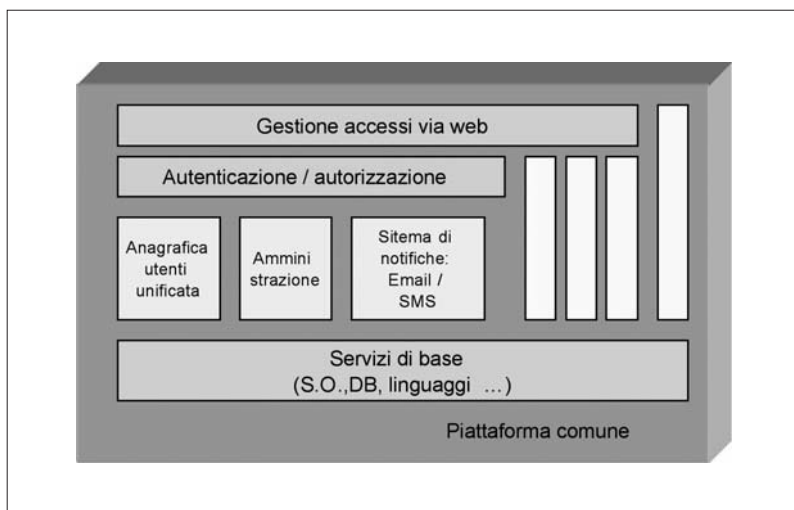 Gestione accessi via web
Autenticazione / autorizzazione
Anagrafica
utenti
unificata
Ammini
strazione
Sitema di
notifiche:
Email /
SMS
Servizi di base
(S.O.,DB, linguaggi ...)
Piattaforma comune